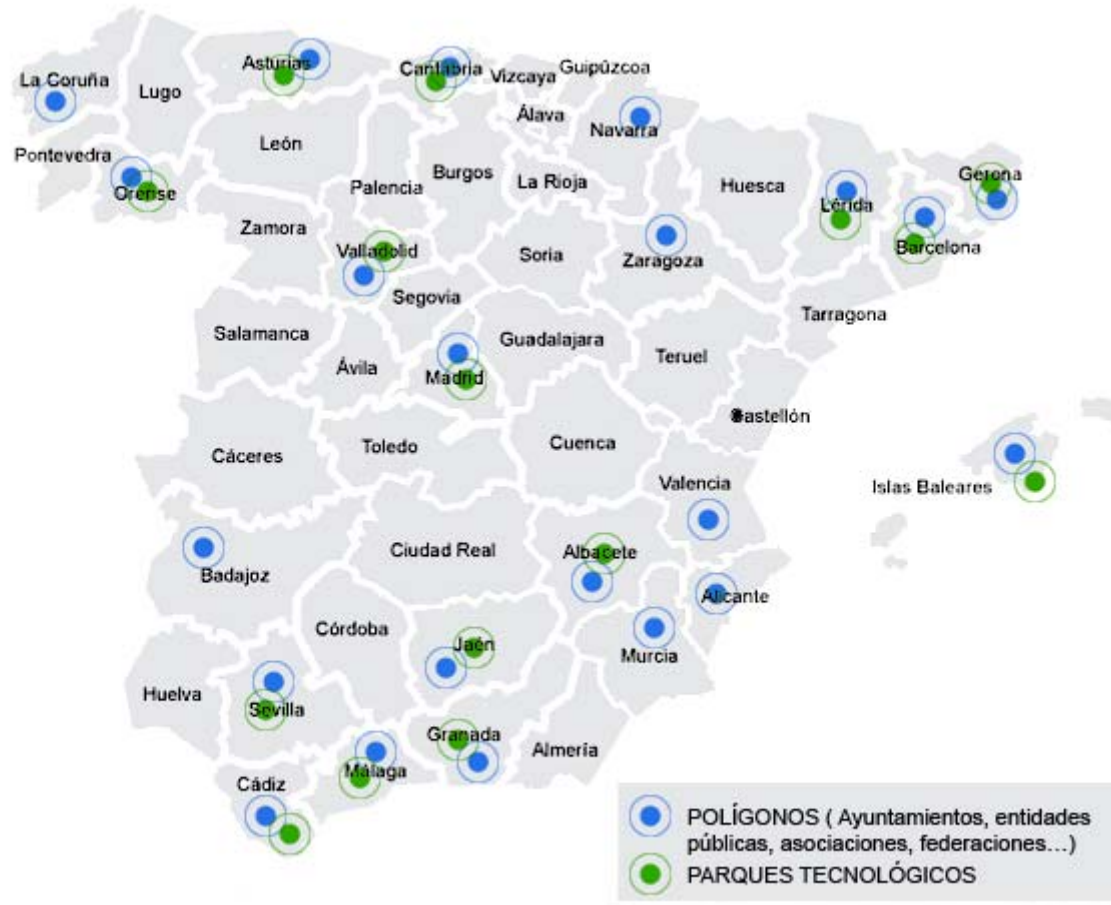 Asturias
Cantabria
Vizcaya
Guipúzcoa
La Coruña
Lugo
Álava
Navarra
León
Pontevedra
Orense
Palencia
Burgos
La Rioja
Huesca
Lérida
Gerona
Zamora
Valladolid
Soria
Zaragoza
Barcelona
Segovia
Salamanca
Ávila
Guadalajara
Teruel
Tarragona
Madrid
Castellón
Cáceres
Toledo
Cuenca
Valencia
Islas Baleares
Ciudad Real
Albacete
Badajoz
Alicante
Córdoba
Jaén
Murcia
Huelva
Sevilla
Granada
Almería
Málaga
Cádiz
POLÍGONOS ( Ayuntamientos, entidades
públicas, asociaciones, federaciones...)
PARQUES TECNOLÓGICOS